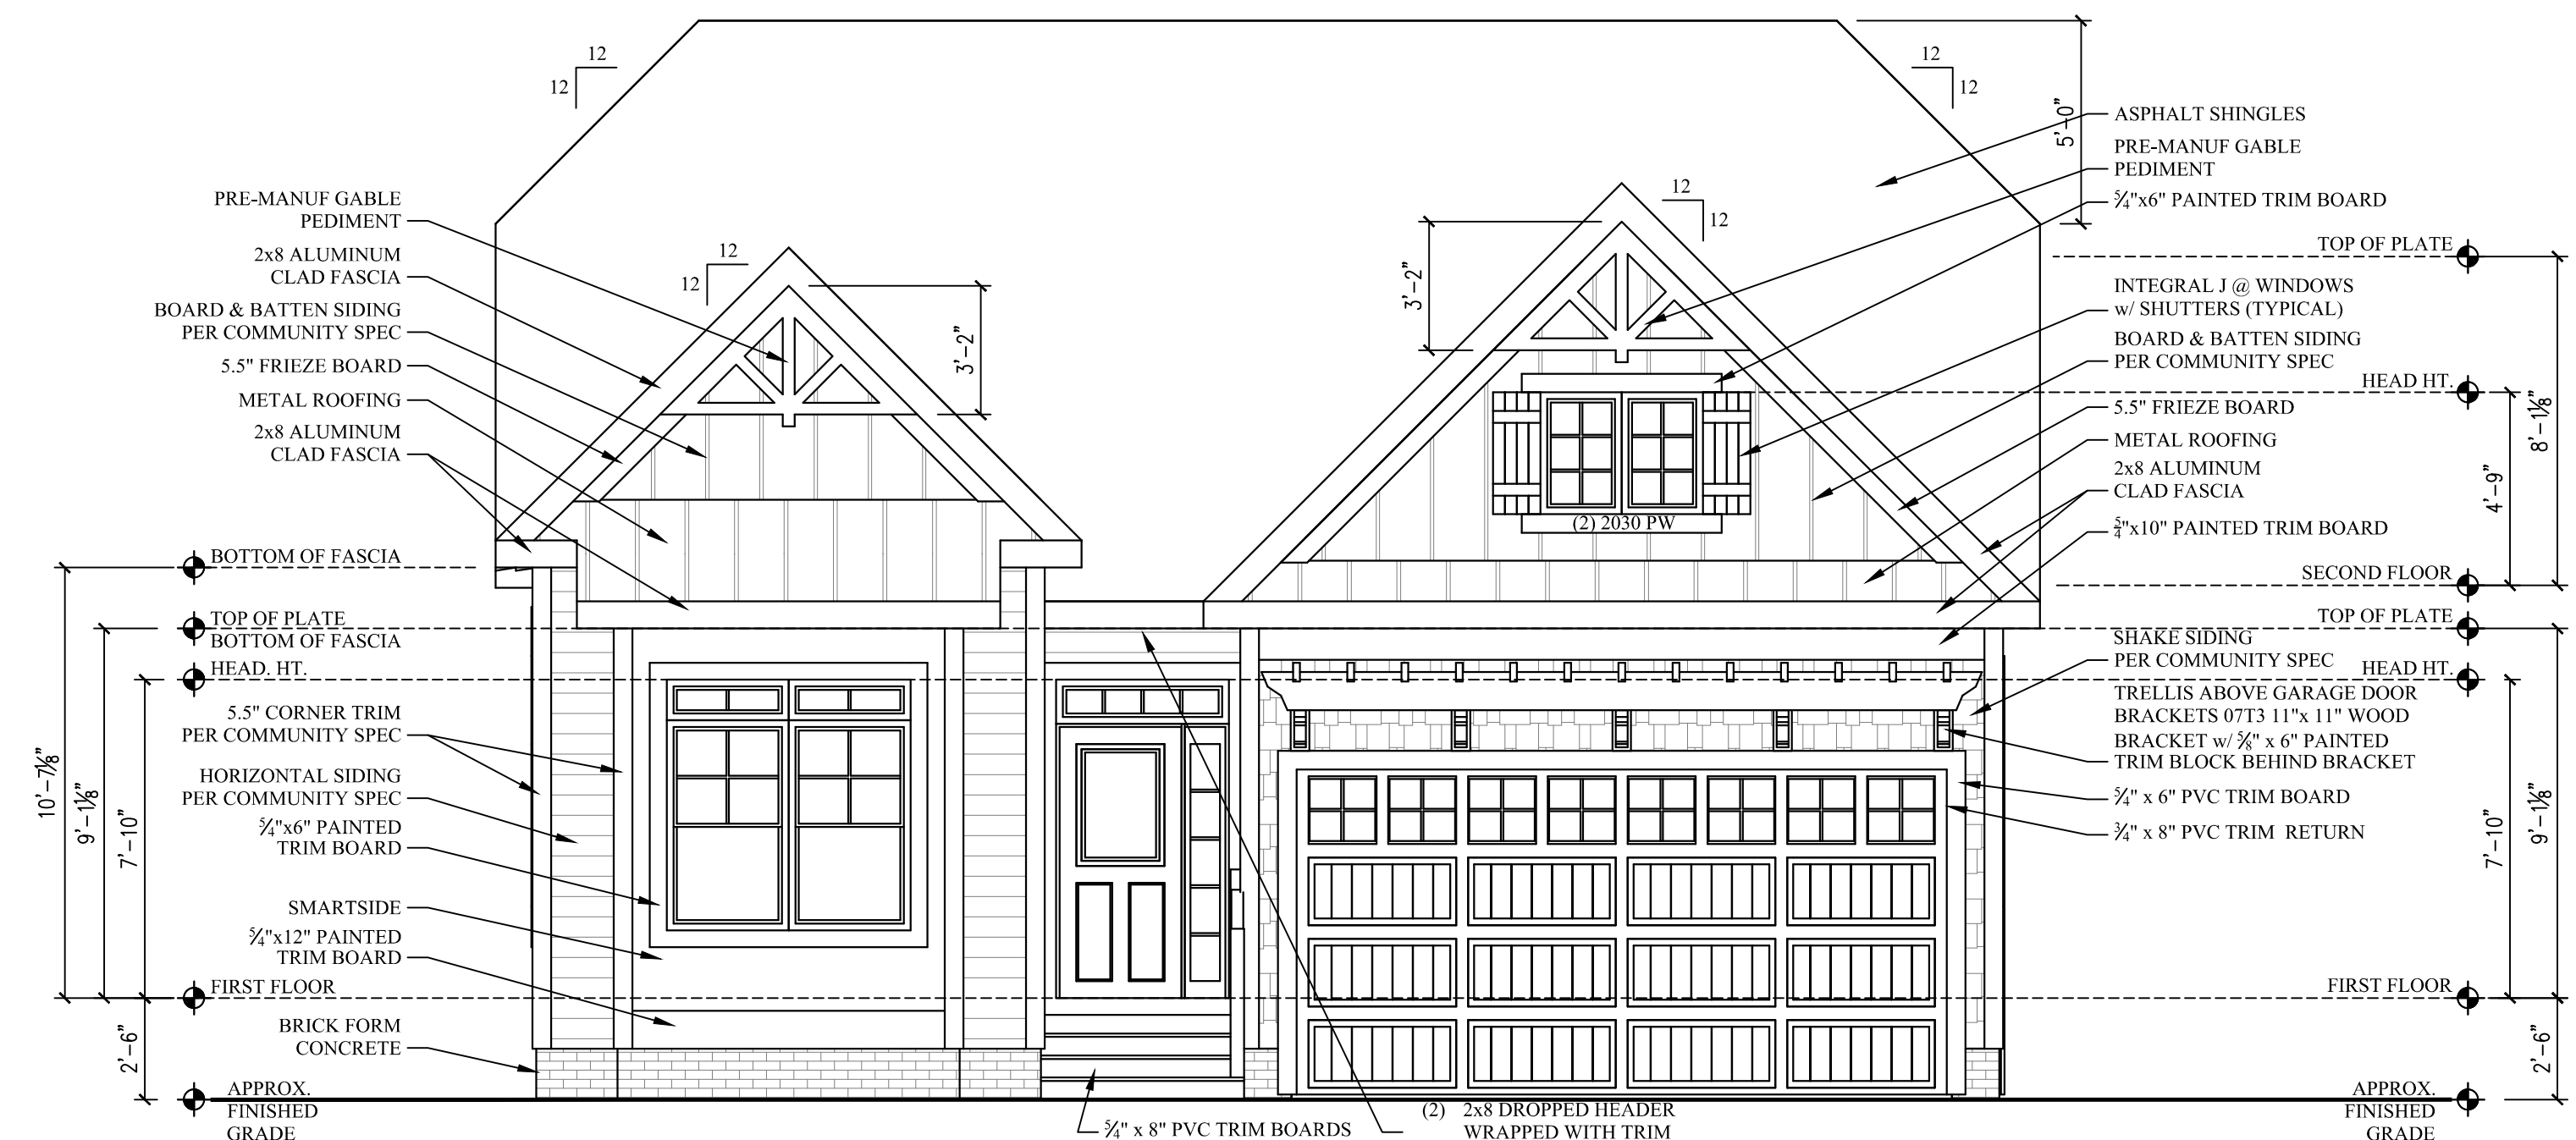 12
12
12
12
5'-0"
ASPHALT SHINGLES
PRE-MANUF GABLE
PEDIMENT
5/4"x6" PAINTED TRIM BOARD
12
12
PRE-MANUF GABLE
PEDIMENT
2x8 ALUMINUM
CLAD FASCIA
BOARD & BATTEN SIDING
PER COMMUNITY SPEC
5.5" FRIEZE BOARD
METAL ROOFING
2x8 ALUMINUM
CLAD FASCIA
12
12
3'-2"
3'-2"
TOP OF PLATE
INTEGRAL J @ WINDOWS
w/ SHUTTERS (TYPICAL)
BOARD & BATTEN SIDING
PER COMMUNITY SPEC
HEAD HT.
5.5" FRIEZE BOARD
METAL ROOFING
2x8 ALUMINUM
CLAD FASCIA
5/4"x10" PAINTED TRIM BOARD
8'-1 1/8"
4'-9"
(2) 2030 PW
BOTTOM OF FASCIA
SECOND FLOOR
TOP OF PLATE
BOTTOM OF FASCIA
HEAD. HT.
TOP OF PLATE
SHAKE SIDING
PER COMMUNITY SPEC
HEAD HT.
TRELLIS ABOVE GARAGE DOOR
BRACKETS 07T3 11"x 11" WOOD
BRACKET w/ 5/8" x 6" PAINTED
TRIM BLOCK BEHIND BRACKET
5/4" x 6" PVC TRIM BOARD
3/4" x 8" PVC TRIM RETURN
5.5" CORNER TRIM
PER COMMUNITY SPEC
HORIZONTAL SIDING
PER COMMUNITY SPEC
5/4"x6" PAINTED
TRIM BOARD
SMARTSIDE
5/4"x12" PAINTED
TRIM BOARD
10'-7 1/8"
9'-1 1/8"
7'-10"
7'-10"
9'-1 1/8"
FIRST FLOOR
FIRST FLOOR
BRICK FORM
CONCRETE
2'-6"
2'-6"
APPROX.
FINISHED
GRADE
5/4" x 8" PVC TRIM BOARDS
(2) 2x8 DROPPED HEADER
WRAPPED WITH TRIM
APPROX.
FINISHED
GRADE